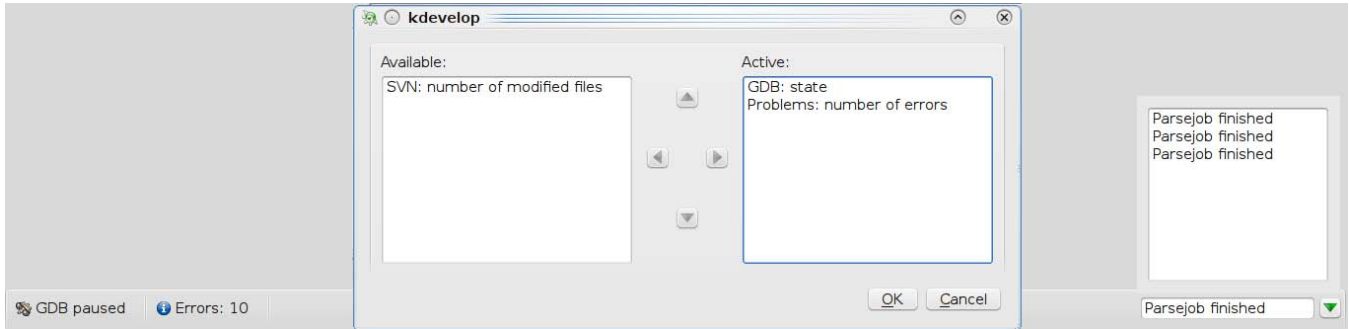 kdevelop
Available:
SVN: number of modified files
Active:
GDB: state
Problems: number of errors
OK
Cancel
Parsejob finished
Parsejob finished
Parsejob finished
GDB paused
Errors: 10
Parsejob finished